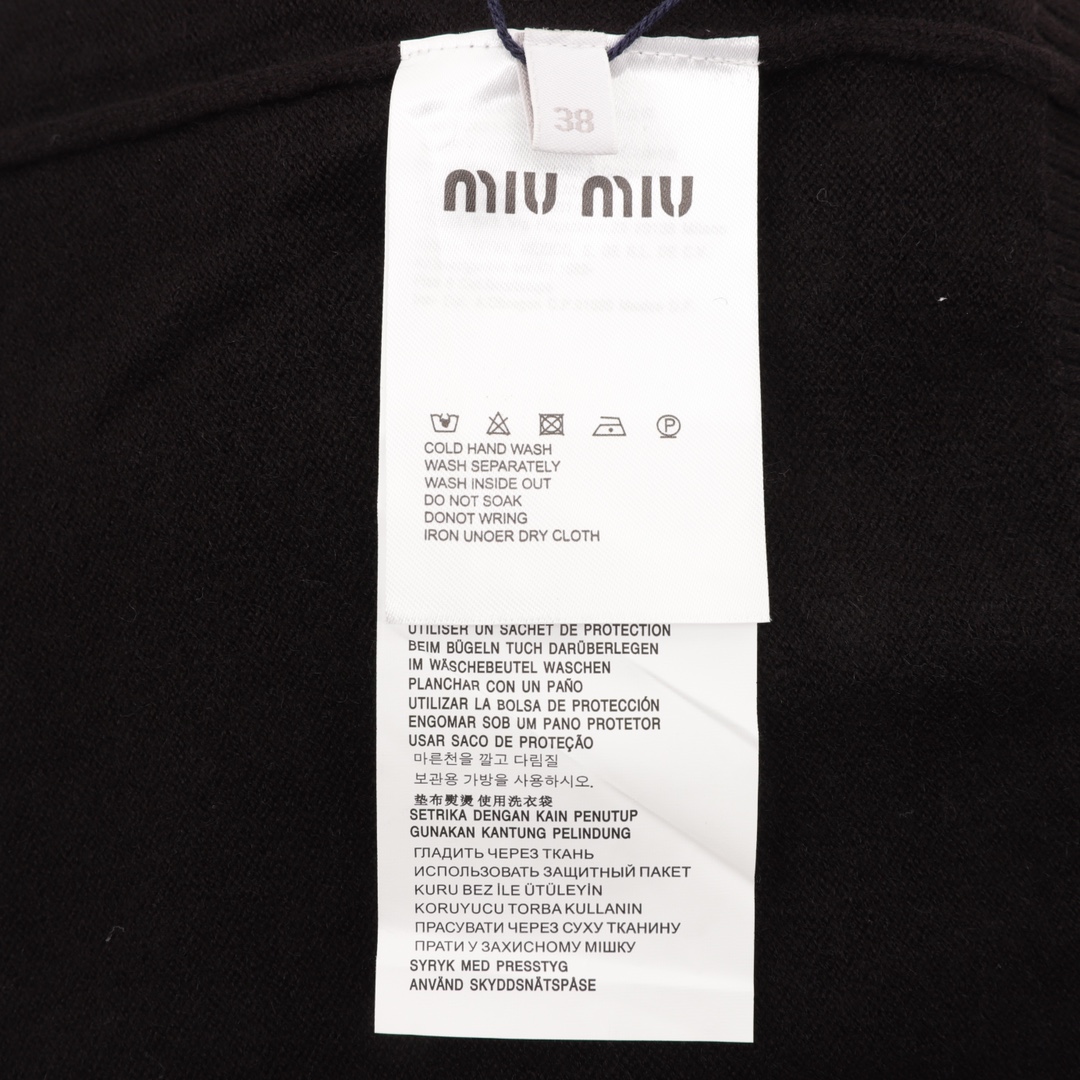 38
MIU MIU
P
COLD HAND WASH
WASH SEPARATELY
WASH INSIDE OUT
DO NOT SOAK
DONOT WRING
IRON UNOER DRY CLOTH
UTILISER UN SACHET DE PROTECTION
BEIM BÜGELN TUCH DARÜBERLEGEN
IM WÄSCHEBEUTEL WASCHEN
PLANCHAR CON UN PAÑO
UTILIZAR LA BOLSA DE PROTECCIÓN
ENGOMAR SOB UM PANO PROTETOR
USAR SACO DE PROTEÇÃO
마른천을 깔고 다림질
보관용 가방을 사용하시오.
垫布熨烫 使用洗衣袋
SETRIKA DENGAN KAIN PENUTUP
GUNAKAN KANTUNG PELINDUNG
ГЛАДИТЬ ЧЕРЕЗ ТКАНЬ
ИСПОЛЬЗОВАТЬ ЗАЩИТНЫЙ ПАКЕТ
KURU BEZ İLE ÜTÜLEYİN
KORUYUCU TORBA KULLANIN
ПРАСУВАТИ ЧЕРЕЗ СУХУ ТКАНИНУ
ПРАТИ У ЗАХИСНОМУ МІШКУ
SYRYK MED PRESSTYG
ANVÄND SKYDDSNÄTSPÅSE